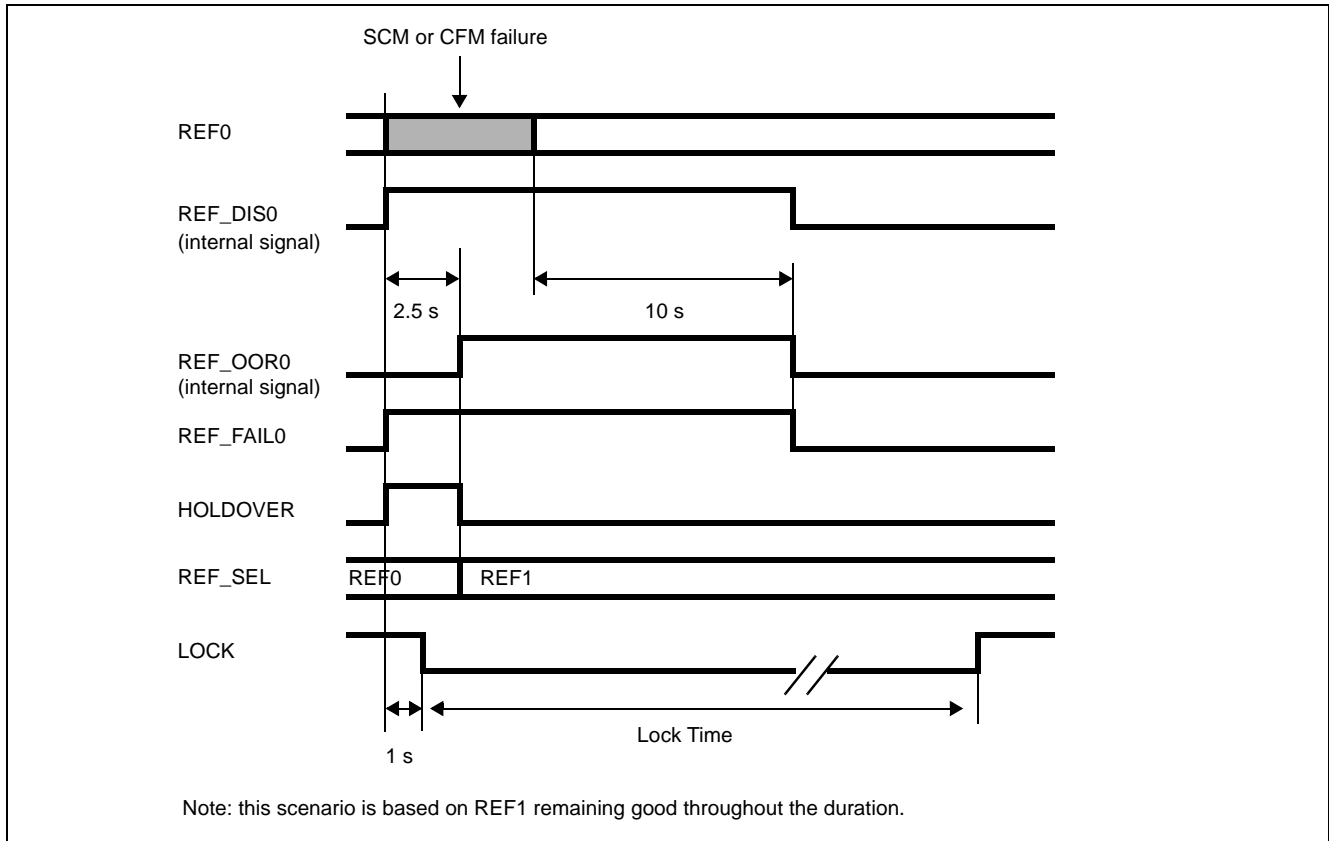 SCM or CFM failure
REF0
REF_DIS0
(internal signal)
2.5 s
10 s
REF_OOR0
(internal signal)
REF_FAIL0
HOLDOVER
REF_SEL
REF0
REF1
LOCK
Lock Time
1 s
Note: this scenario is based on REF1 remaining good throughout the duration.